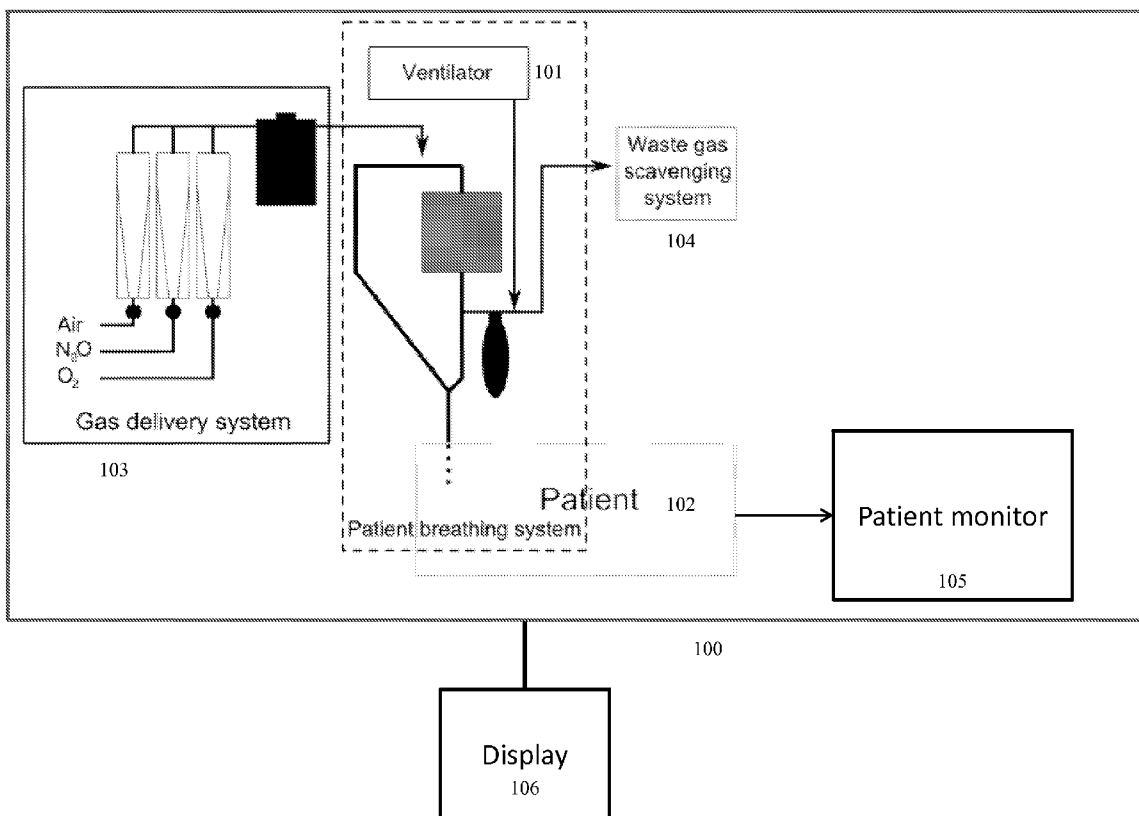 Ventilator
101
Waste gas
scavenging
system
104
Air
N₂O
O₂
Gas delivery system
103
Patient
102
Patient breathing system
Patient monitor
105
100
Display
106